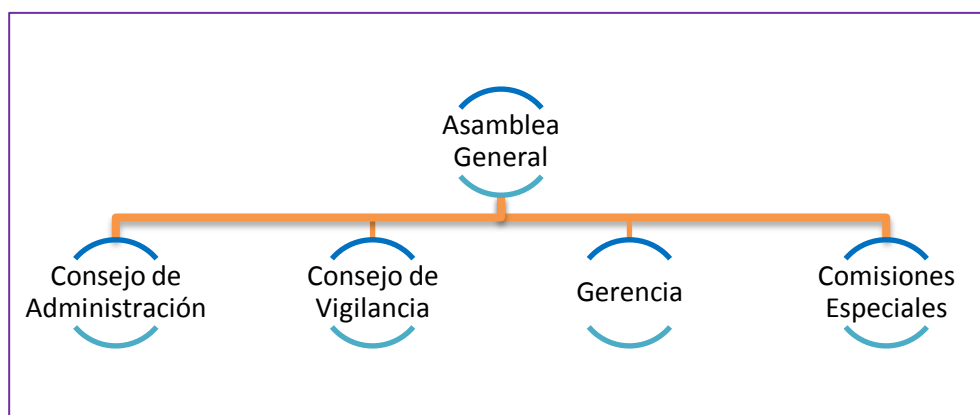 Asamblea
General
Consejo de
Administración
Consejo de
Vigilancia
Gerencia
Comisiones
Especiales